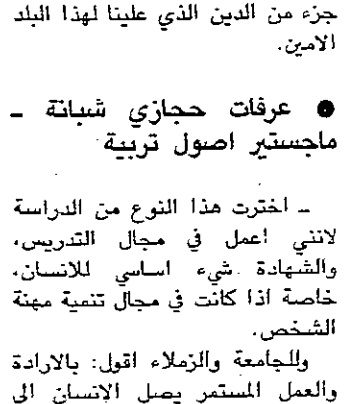 جزء من الدين الذي علينا لهذا البلد
الامين.
● عرفات حجازي شبانة -
ماجستير اصول تربية
- اخترت هذا النوع من الدراسة
لانني اعمل في مجال التدريس،
والشهادة شيء اساسي للانسان،
خاصة اذا كانت في مجال تنمية مهنة
الشخص.
وللجامعة والزملاء اقول: بالارادة
والعمل المستمر يصل الإنسان الى